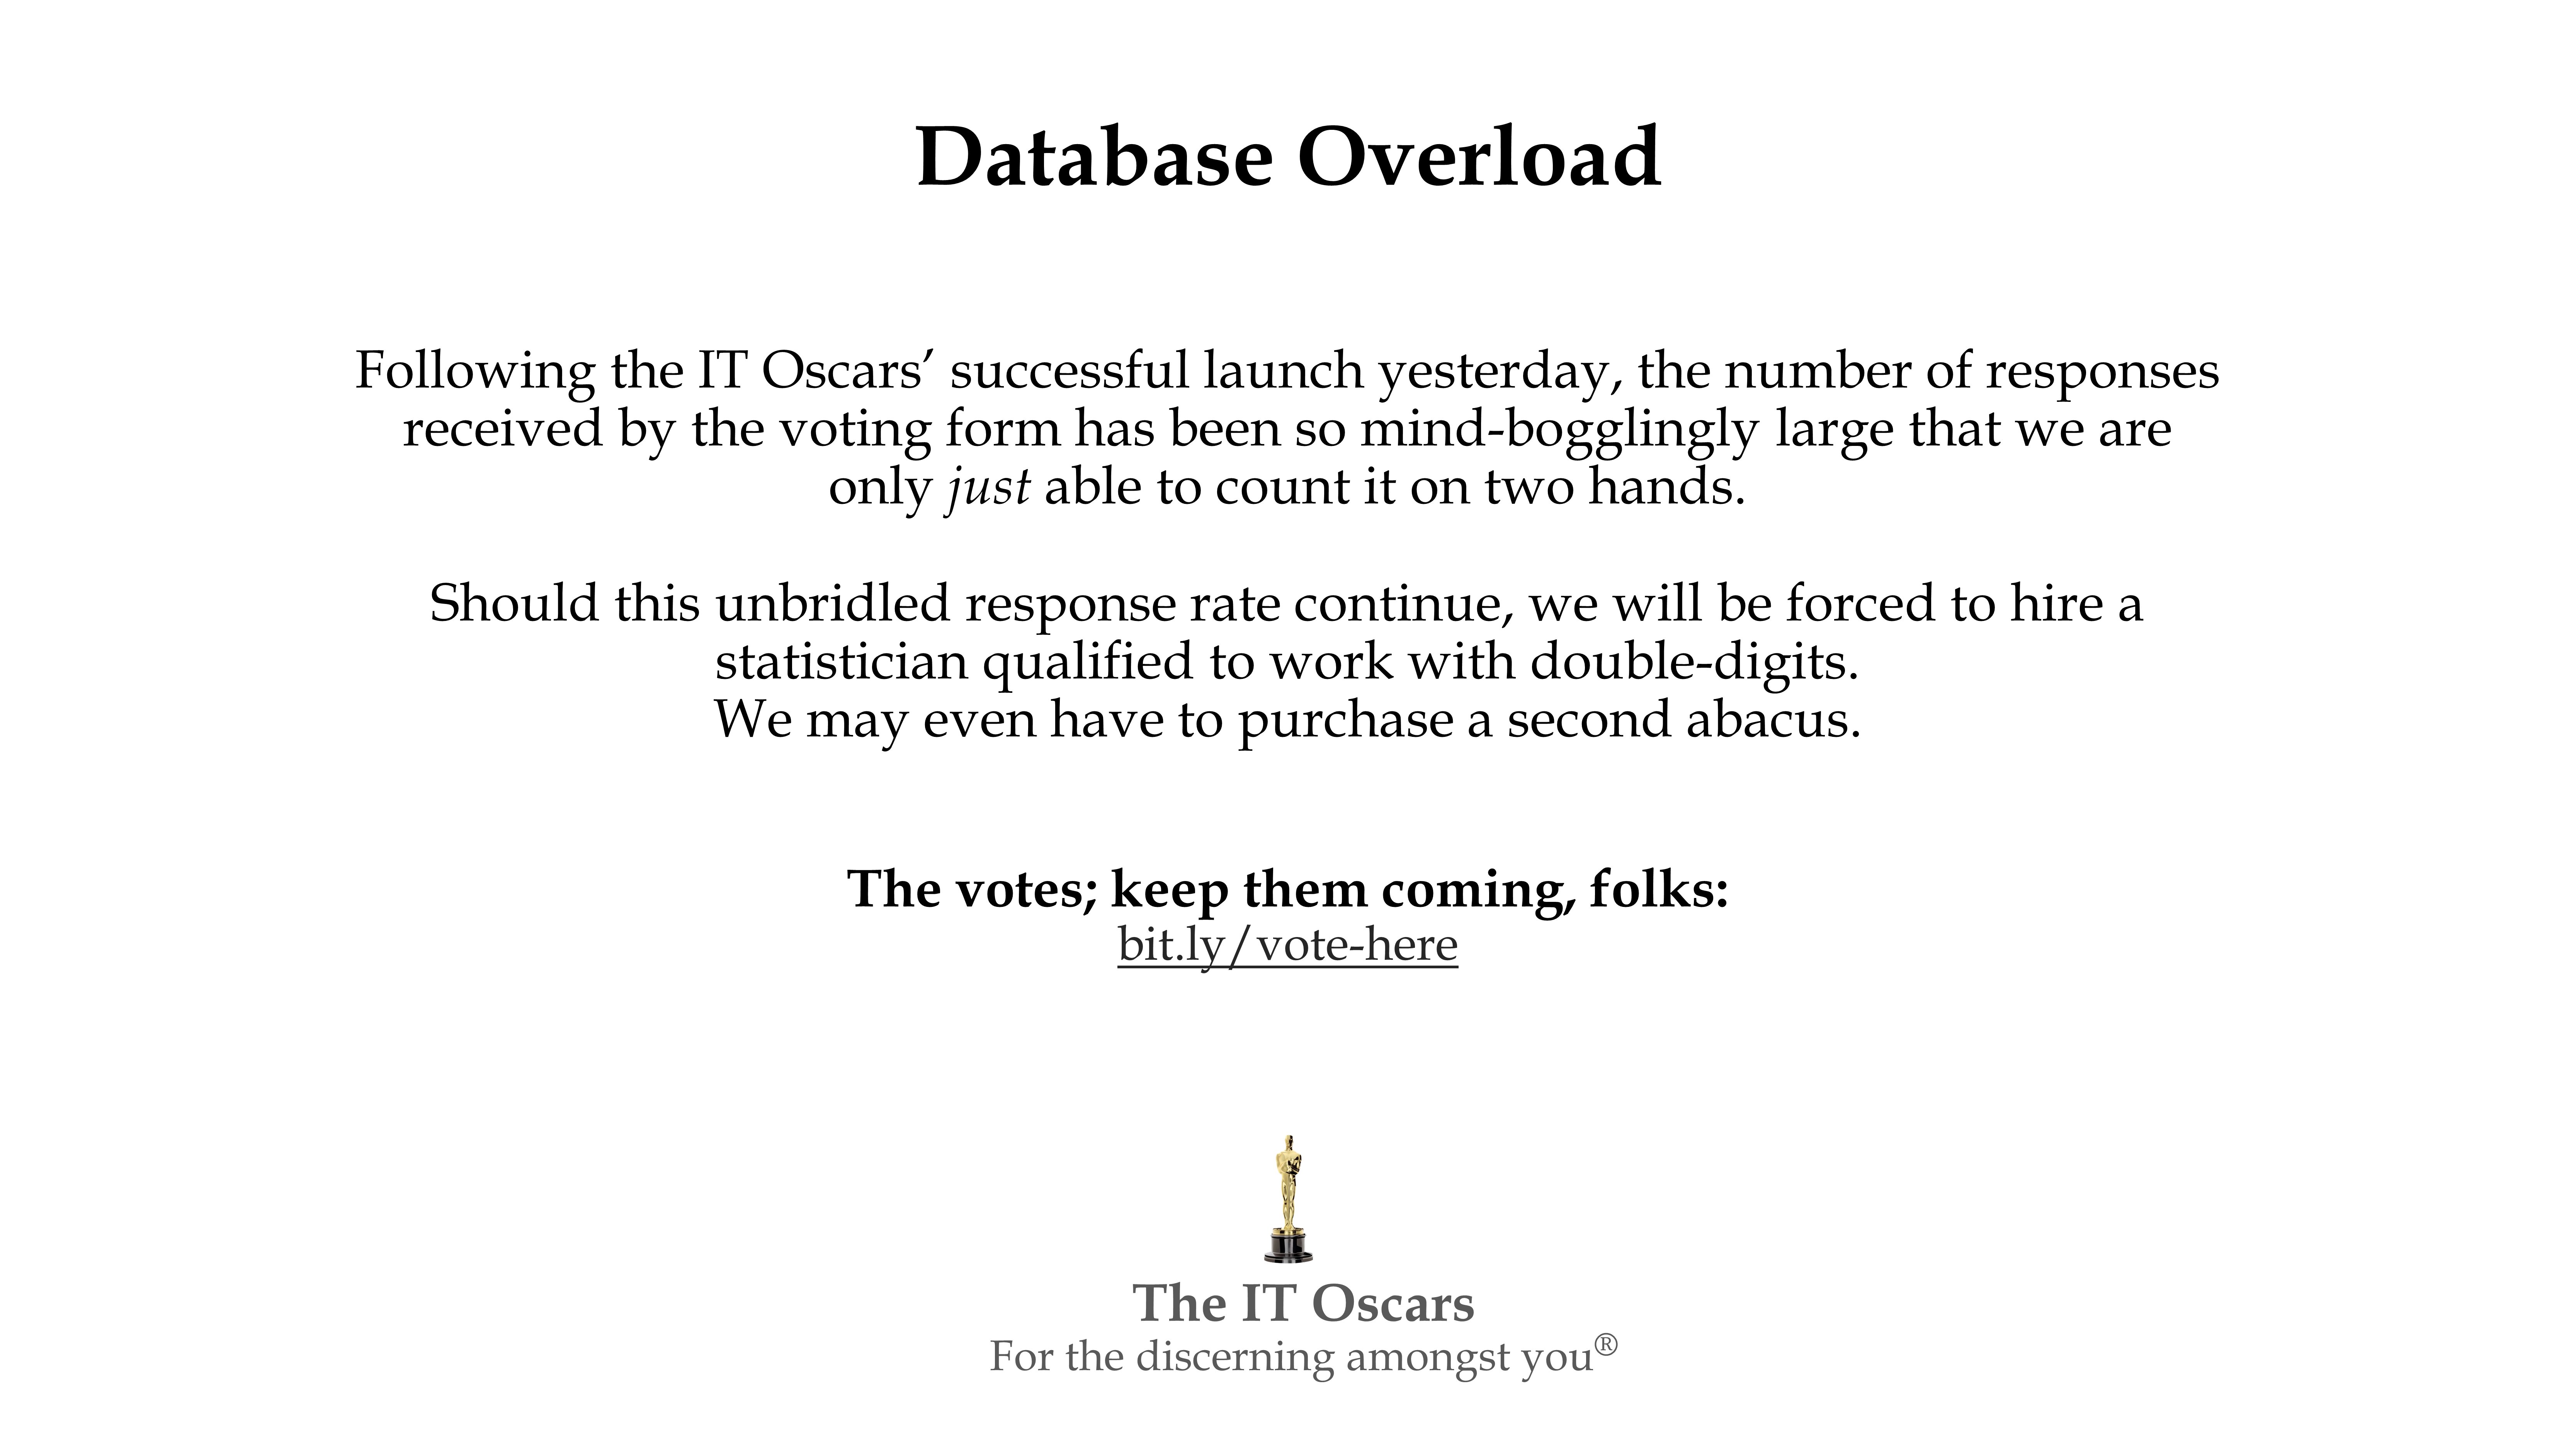 Database Overload
Following the IT Oscars’ successful launch yesterday, the number of responses
received by the voting form has been so mind-bogglingly large that we are
only just able to count it on two hands.
Should this unbridled response rate continue, we will be forced to hire a
statistician qualified to work with double-digits.
We may even have to purchase a second abacus.
The votes; keep them coming, folks:
bit.ly/vote-here
The IT Oscars
For the discerning amongst you®